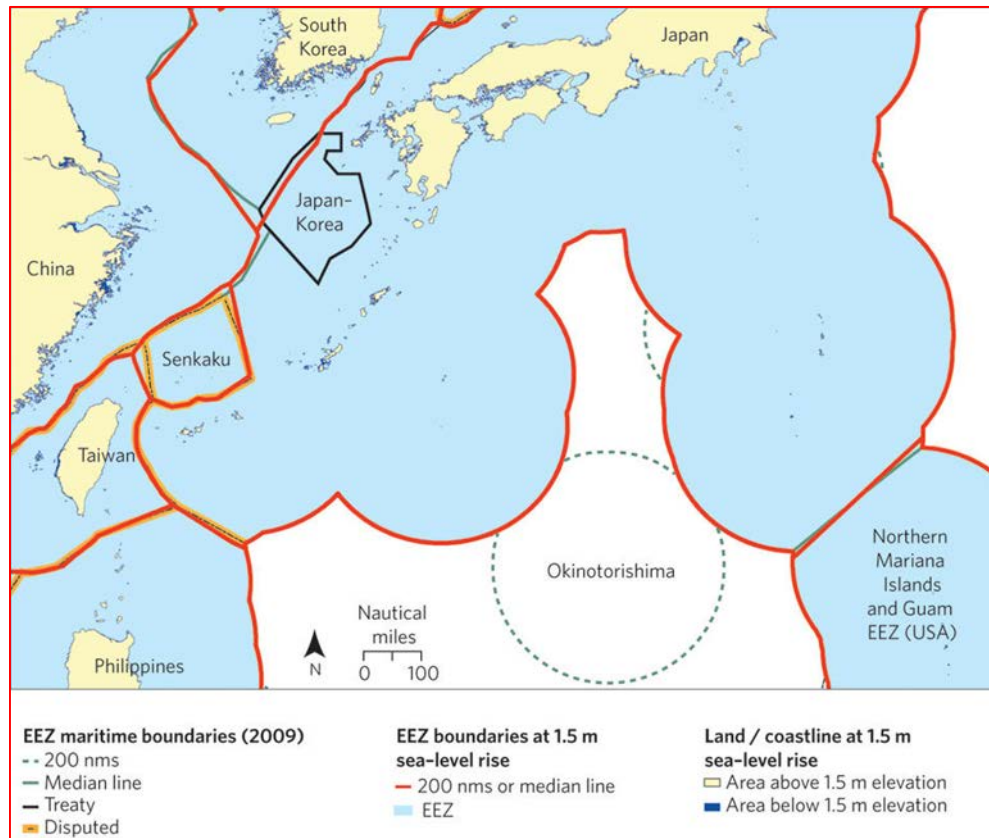 South
Korea
Japan
Japan–
Korea
China
Senkaku
Taiwan
Okinotorishima
Northern
Mariana
Islands
and Guam
EEZ (USA)
Nautical
miles
N
0
100
Philippines
EEZ maritime boundaries (2009)
200 nms
Median line
Treaty
Disputed
EEZ boundaries at 1.5 m
sea–level rise
200 nms or median line
EEZ
Land / coastline at 1.5 m
sea–level rise
Area above 1.5 m elevation
Area below 1.5 m elevation